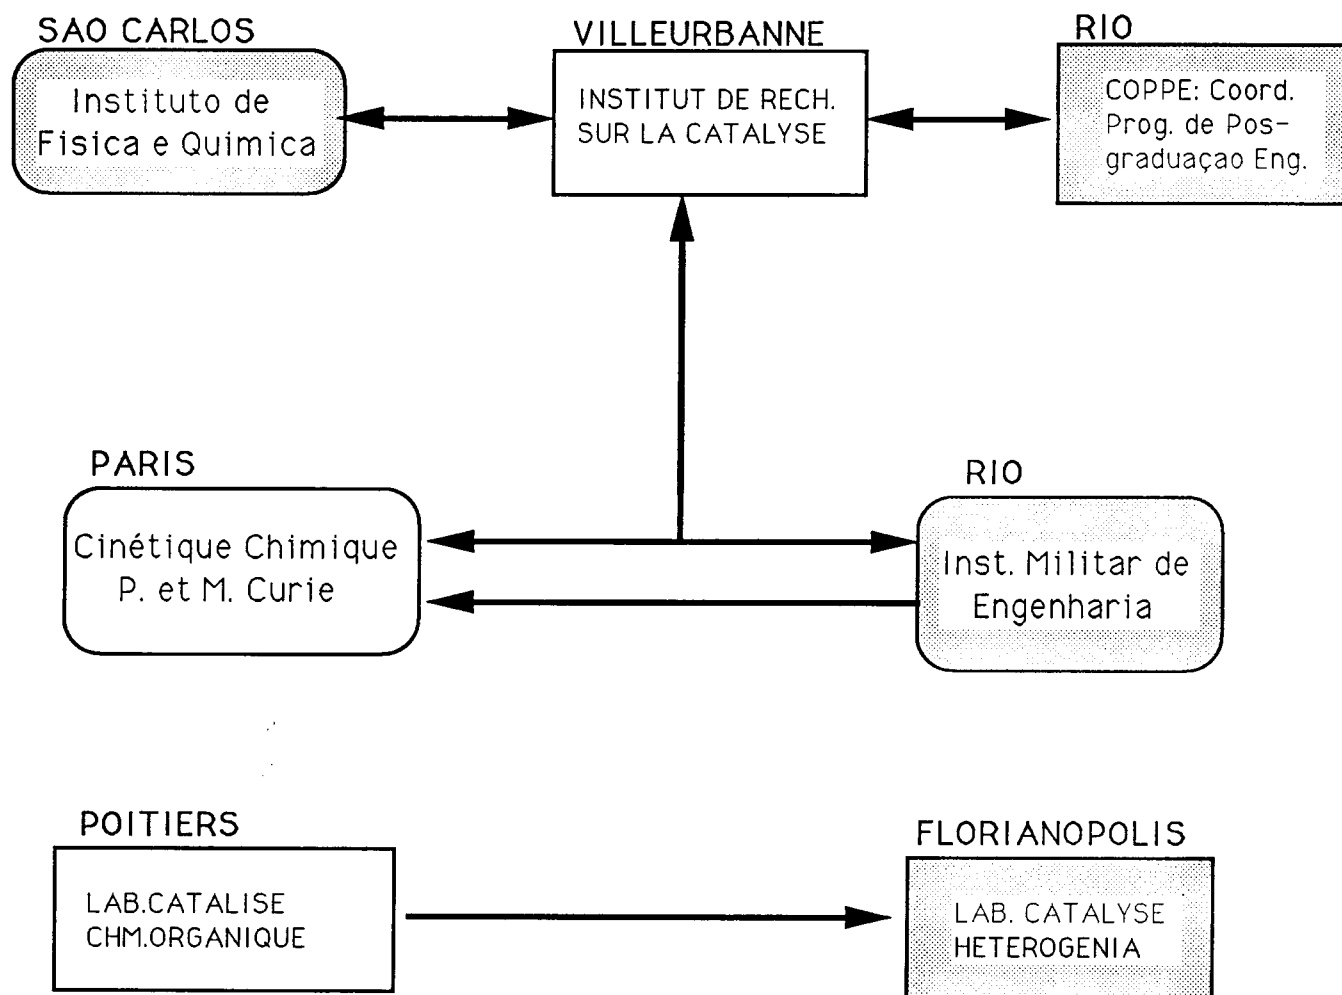 SAO CARLOS
Instituto de
Fisica e Quimica
VILLEURBANNE
INSTITUT DE RECH.
SUR LA CATALYSE
RIO
COPPE: Coord.
Prog. de Pos-
graduaçao Eng.
PARIS
Cinétique Chimique
P. et M. Curie
RIO
Inst. Militar de
Engenharia
POITIERS
LAB.CATALISE
CHM.ORGANIQUE
FLORIANOPOLIS
LAB. CATALYSE
HETEROGENIA